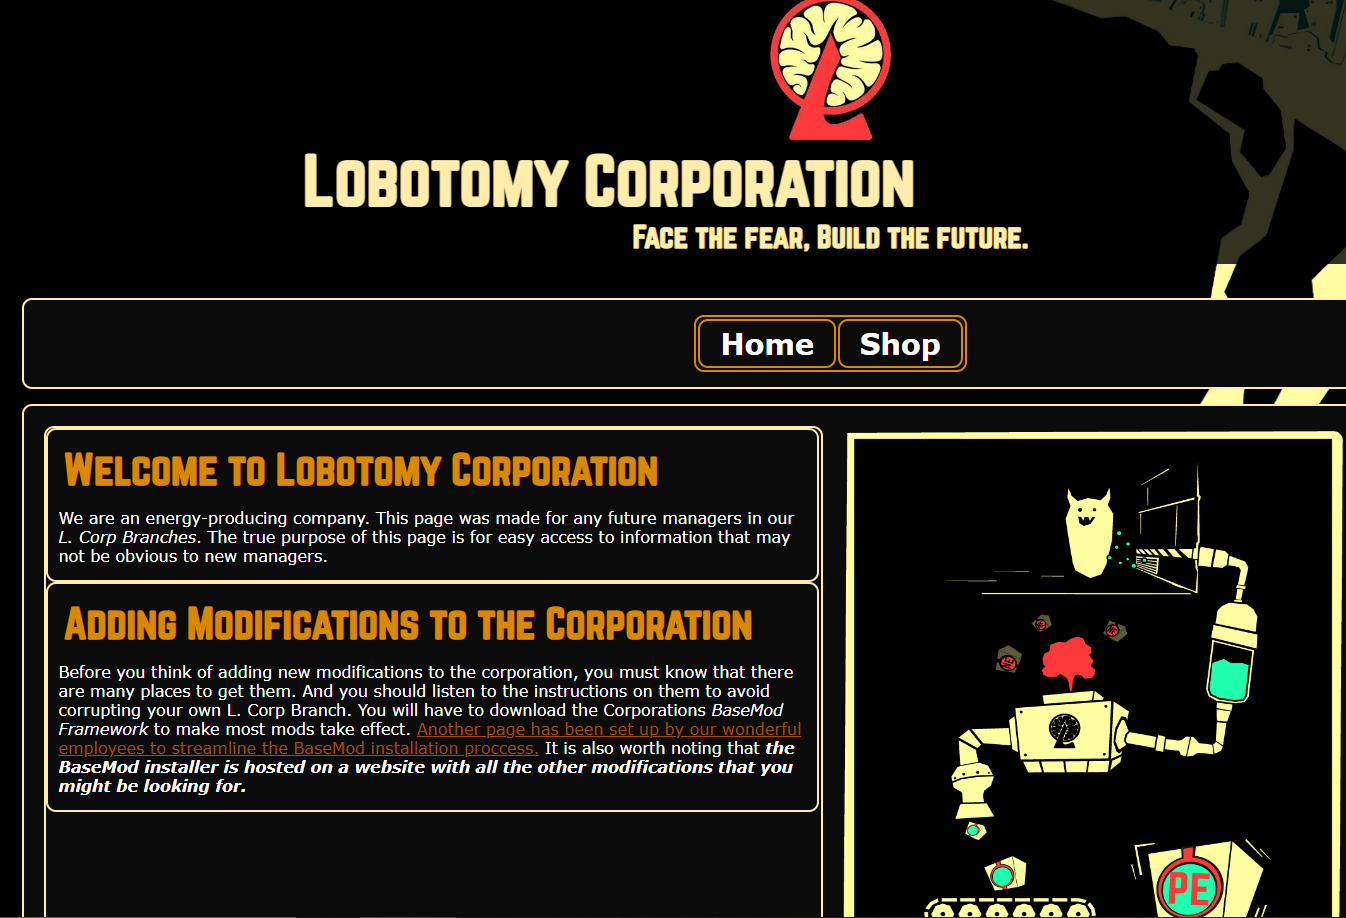 Lobotomy Corporation
Face the fear, Build the future.
Home Shop
Welcome to Lobotomy Corporation
We are an energy-producing company. This page was made for any future managers in our
L. Corp Branches. The true purpose of this page is for easy access to information that may
not be obvious to new managers.
Adding Modifications to the Corporation
Before you think of adding new modifications to the corporation, you must know that there
are many places to get them. And you should listen to the instructions on them to avoid
corrupting your own L. Corp Branch. You will have to download the Corporations BaseMod
Framework to make most mods take effect. Another page has been set up by our wonderful
employees to streamline the BaseMod installation proccess. It is also worth noting that the
BaseMod installer is hosted on a website with all the other modifications that you
might be looking for.
PE